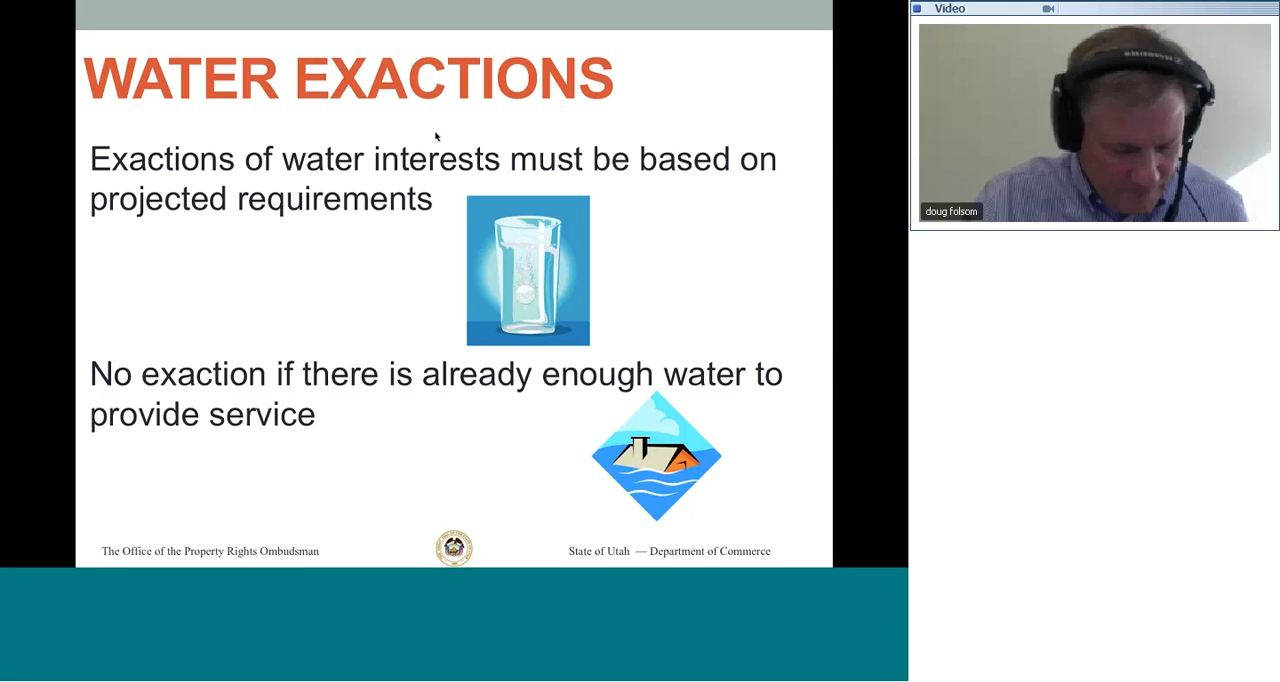 Video
WATER EXACTIONS
Exactions of water interests must be based on
projected requirements
No exaction if there is already enough water to
provide service
The Office of the Property Rights Ombudsman
State of Utah — Department of Commerce
doug folsom